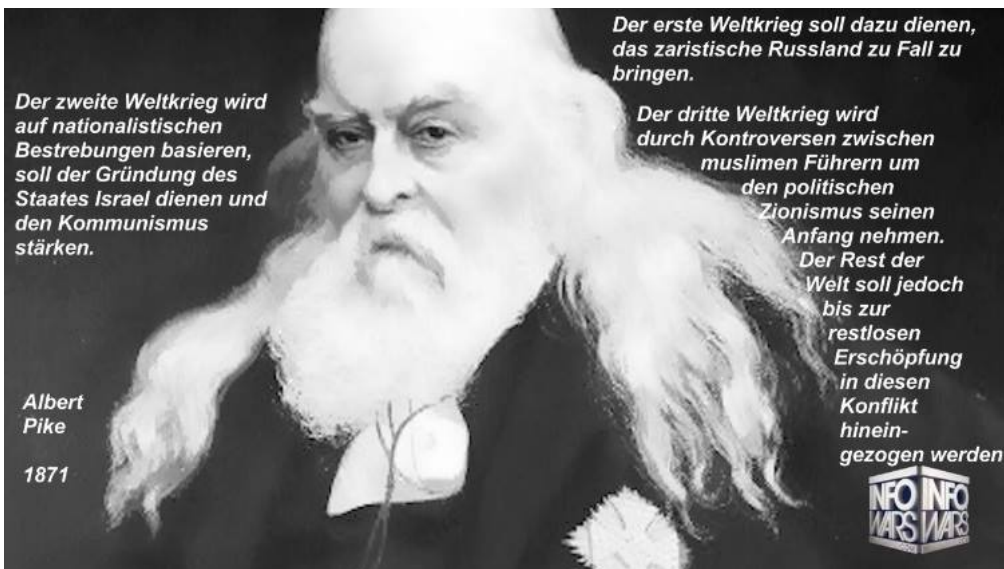 Der erste Weltkrieg soll dazu dienen,
das zaristische Russland zu Fall zu
bringen.
Der zweite Weltkrieg wird
auf nationalistischen
Bestrebungen basieren,
soll der Gründung des
Staates Israel dienen und
den Kommunismus
stärken.
Der dritte Weltkrieg wird
durch Kontroversen zwischen
muslimen Führern um
den politischen
Zionismus seinen
Anfang nehmen.
Der Rest der
Welt soll jedoch
bis zur
restlosen
Erschöpfung
in diesen
Konflikt
hinein-
gezogen werden
Albert
Pike
1871
INFO INFO
WARS WARS